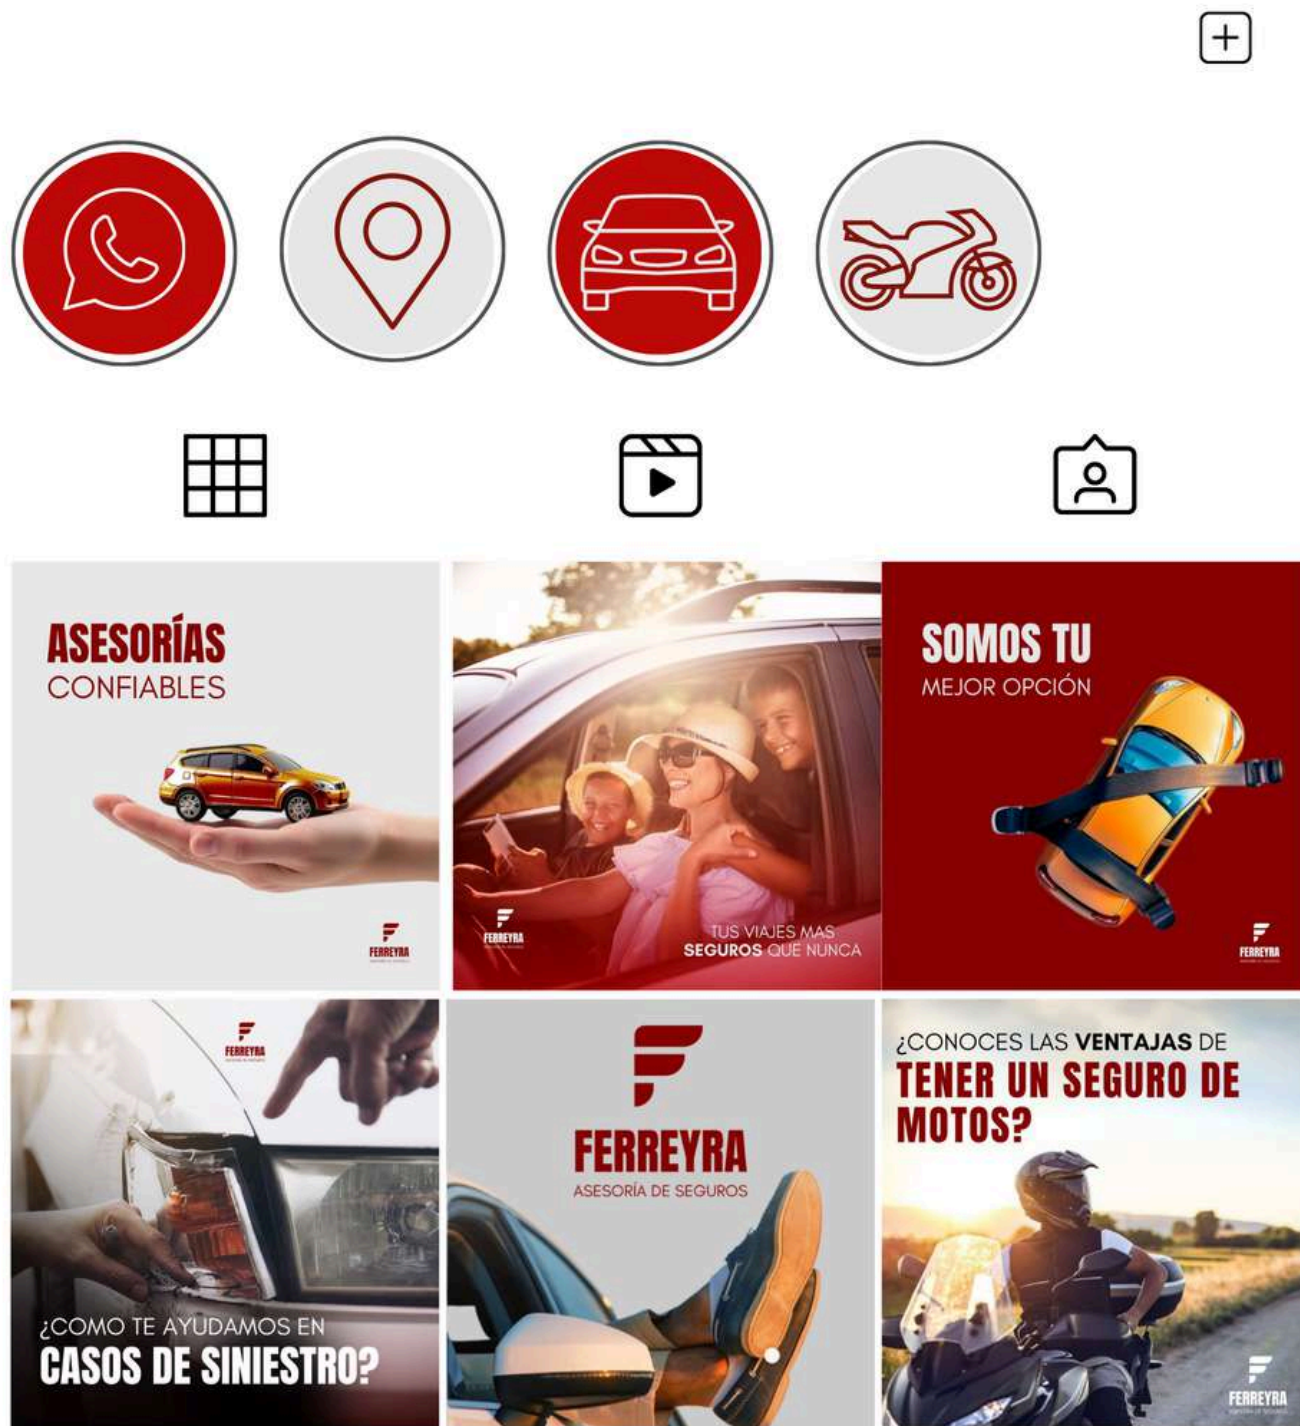 ASESORÍAS
CONFIABLES
FERREYRA
FERREYRA
TUS VIAJES MAS
SEGUROS QUE NUNCA
SOMOS TU
MEJOR OPCIÓN
FERREYRA
FERREYRA
¿COMO TE AYUDAMOS EN
CASOS DE SINIESTRO?
FERREYRA
ASESORÍA DE SEGUROS
¿CONOCES LAS VENTAJAS DE
TENER UN SEGURO DE
MOTOS?
FERREYRA